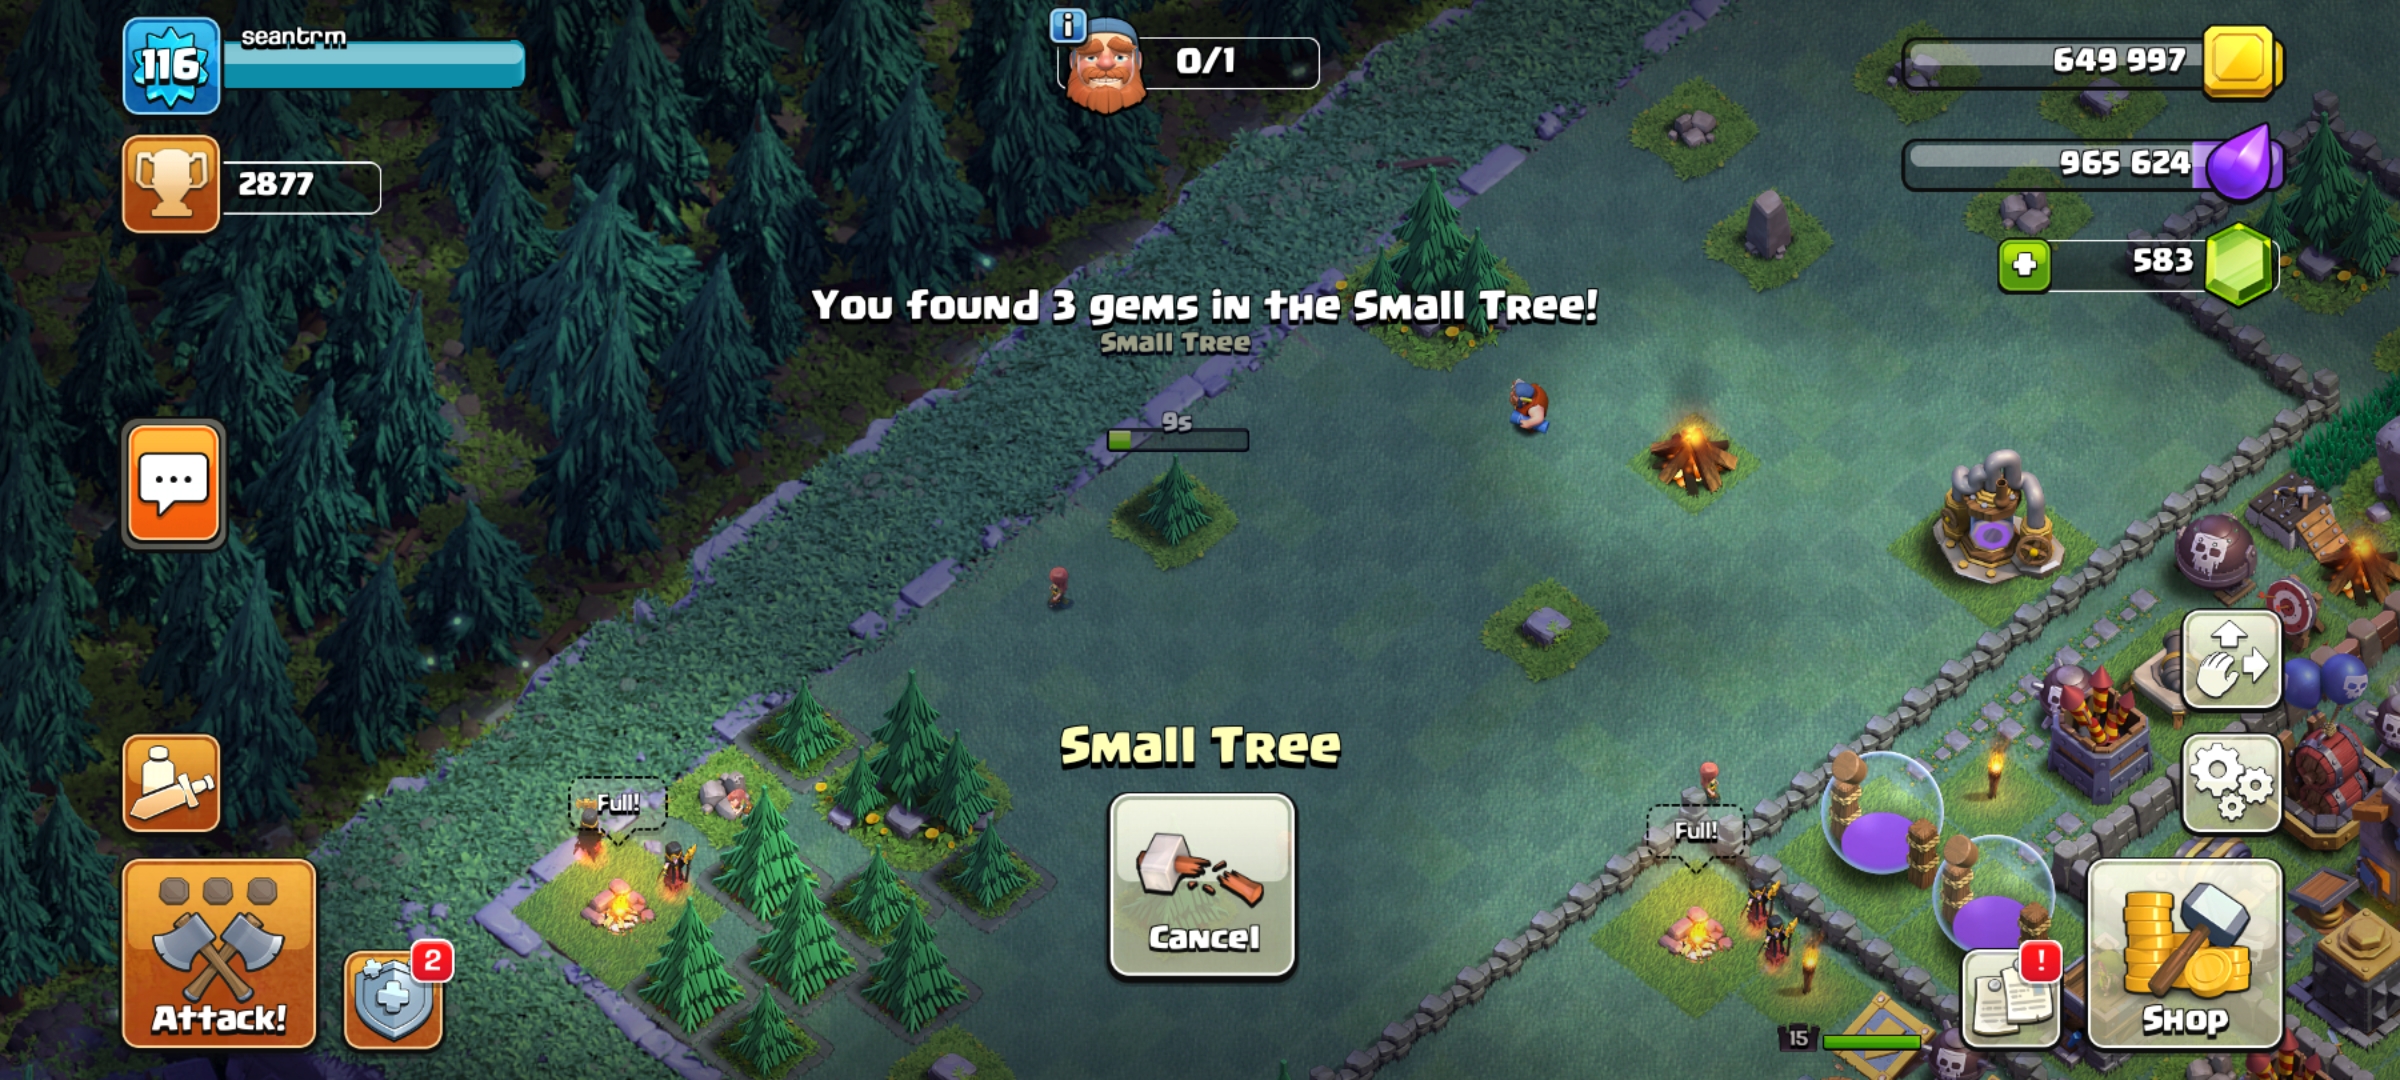 116
seantrm
0/1
649 997
2877
965 624
583
You found 3 gems in the Small Tree!
Small Tree
9s
Small Tree
Full!
Full!
Cancel
2
!
Attack!
Shop
15